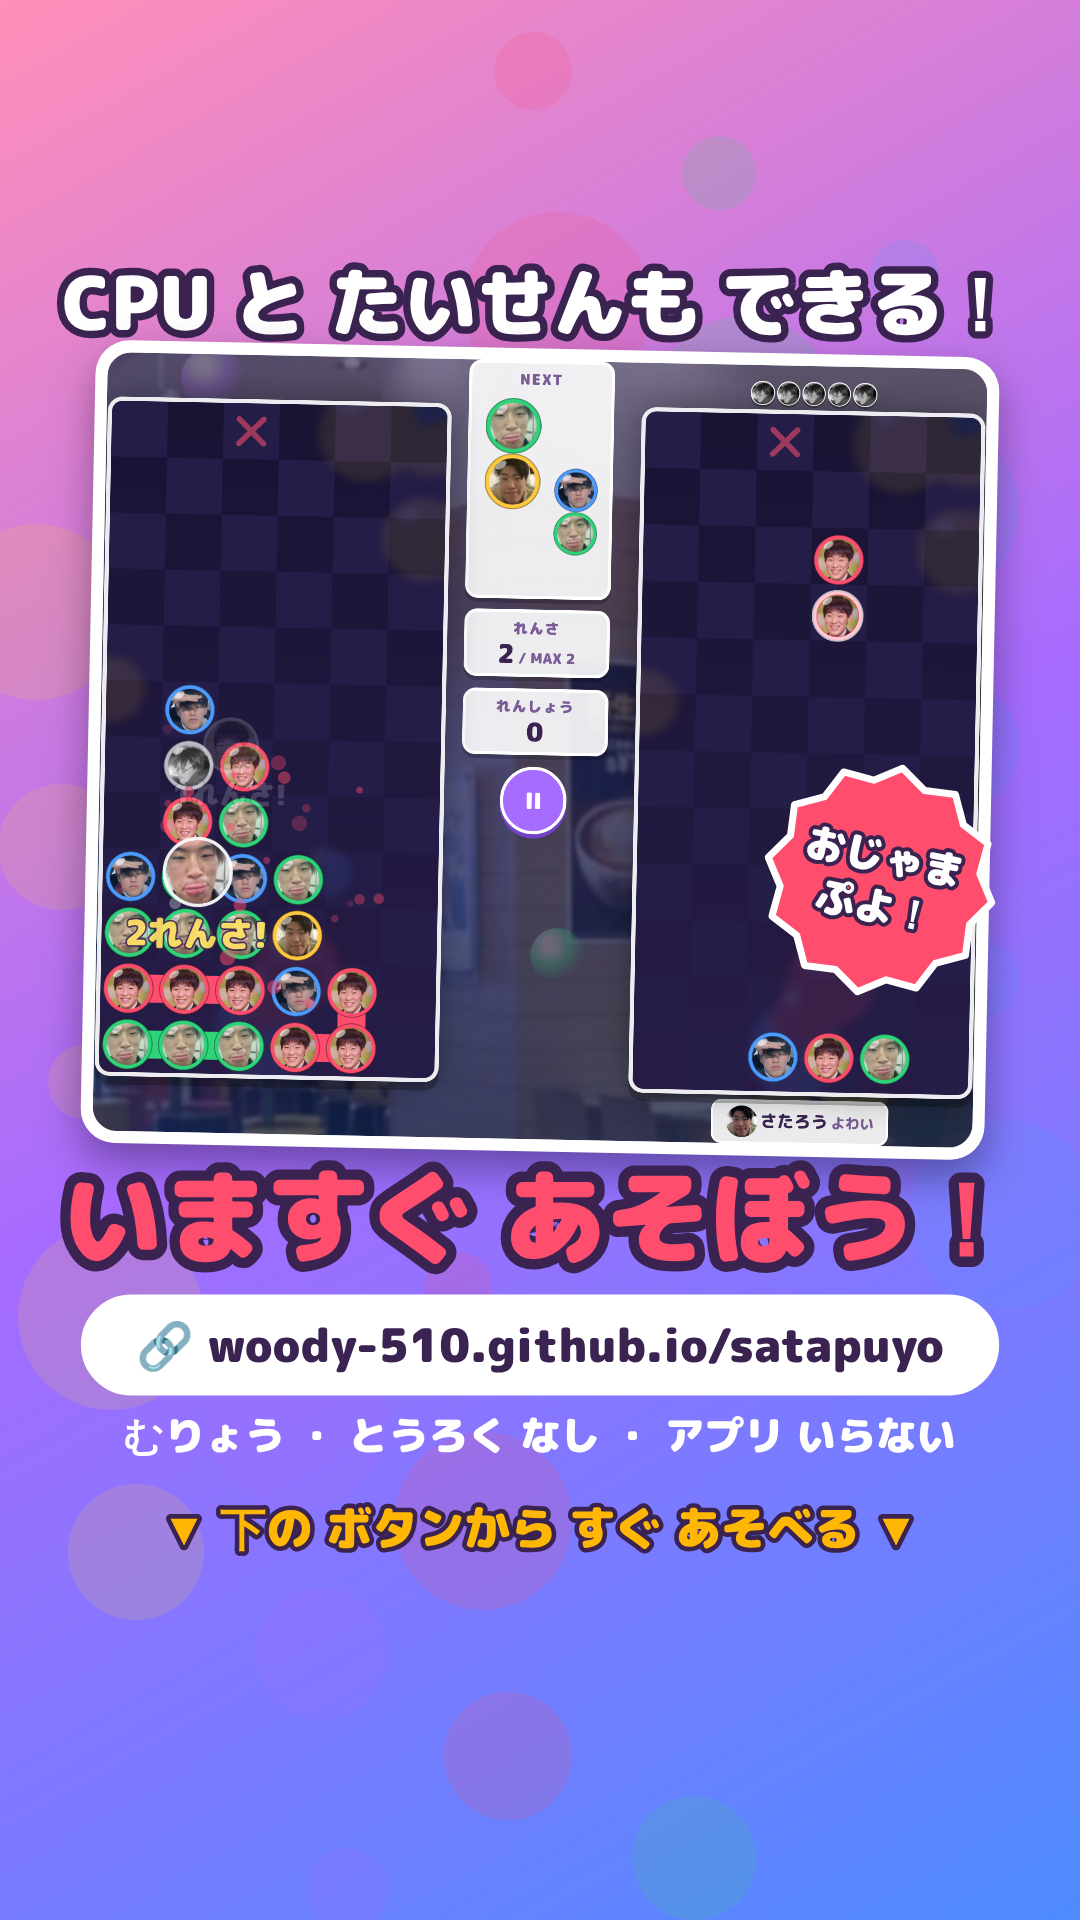 CPU と たいせんも できる！
NEXT
れんさ
2 / MAX 2
れんしょう
0
2れんさ!
おじゃま
ぷよ！
さたろう よわい
いますぐ あそぼう！
woody-510.github.io/satapuyo
むりょう ・ とうろく なし ・ アプリ いらない
▼ 下の ボタンから すぐ あそべる ▼